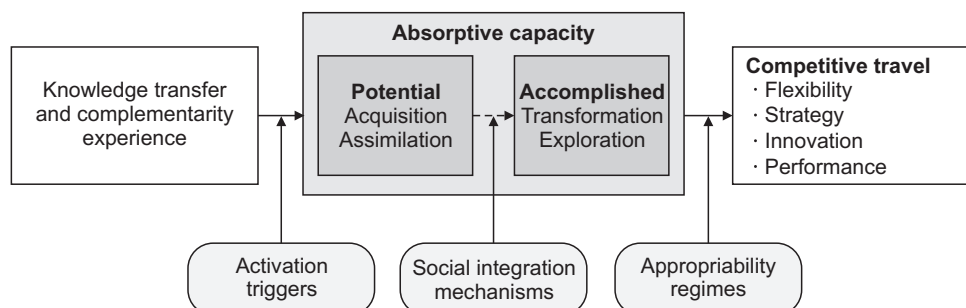 Absorptive capacity
Knowledge transfer
and complementarity
experience
Potential
Acquisition
Assimilation
Accomplished
Transformation
Exploration
Competitive travel
· Flexibility
· Strategy
· Innovation
· Performance
Activation
triggers
Social integration
mechanisms
Appropriability
regimes